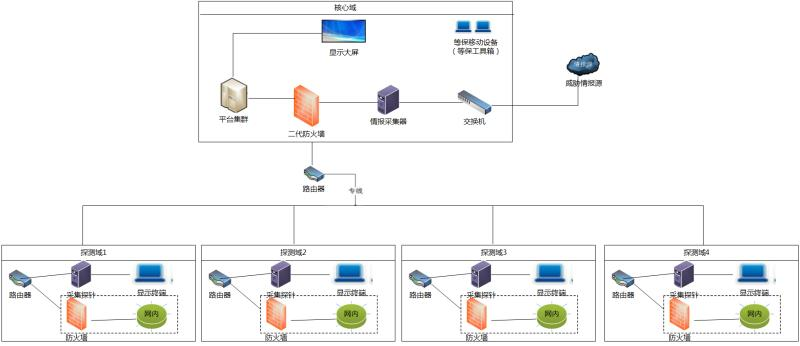 核心域
显示大屏
等保移动设备
（等保工具箱）
情报源
威胁情报源
平台集群
二代防火墙
情报采集器
交换机
路由器
专线
探测域1
路由器
采集探针
显示终端
防火墙
网内
探测域2
路由器
采集探针
显示终端
防火墙
网内
探测域3
路由器
采集探针
显示终端
防火墙
网内
探测域4
路由器
采集探针
显示终端
防火墙
网内